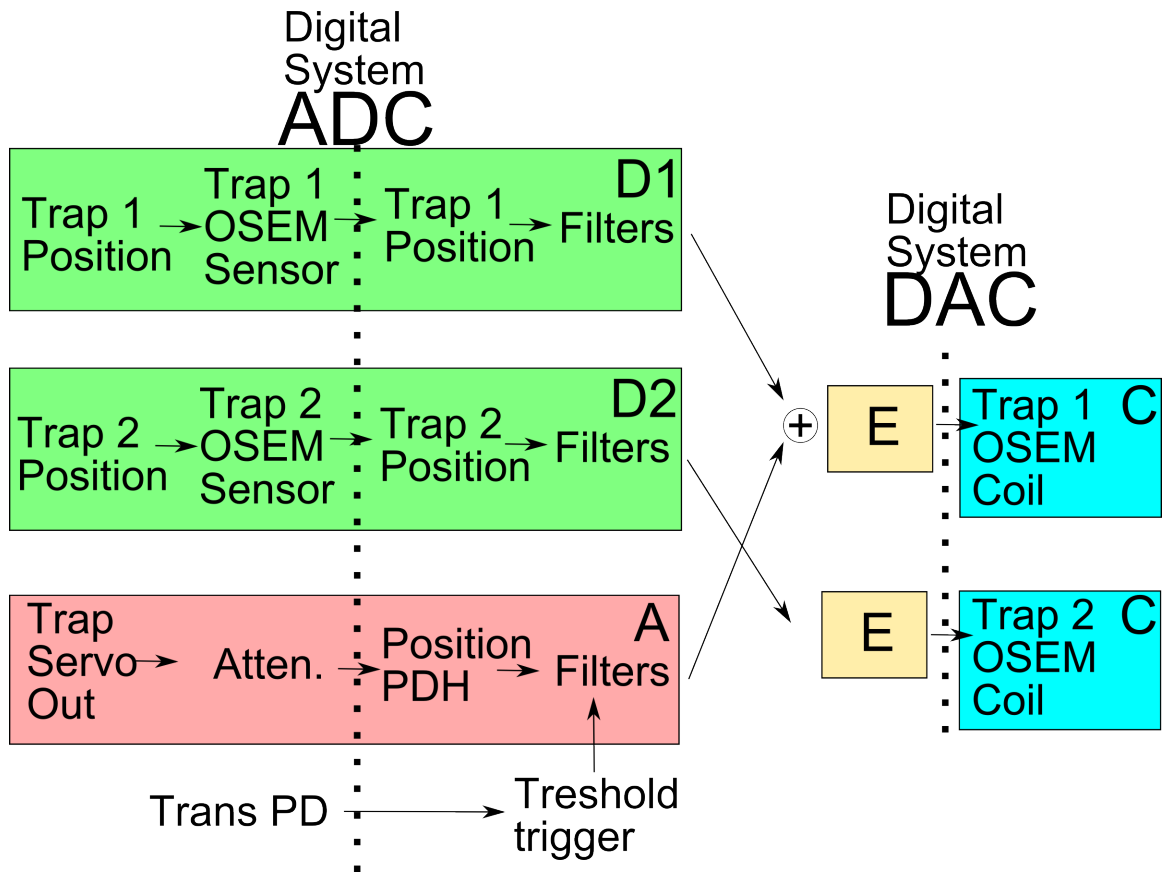 Digital
System
ADC
D1
Trap 1
Position
Trap 1
OSEM
Sensor
Trap 1
Position
Filters
D2
Trap 2
Position
Trap 2
OSEM
Sensor
Trap 2
Position
Filters
A
Trap
Servo
Out
Atten.
Position
PDH
Filters
Trans PD
Treshold
trigger
+
Digital
System
DAC
E
Trap 1
OSEM
Coil
C
E
Trap 2
OSEM
Coil
C